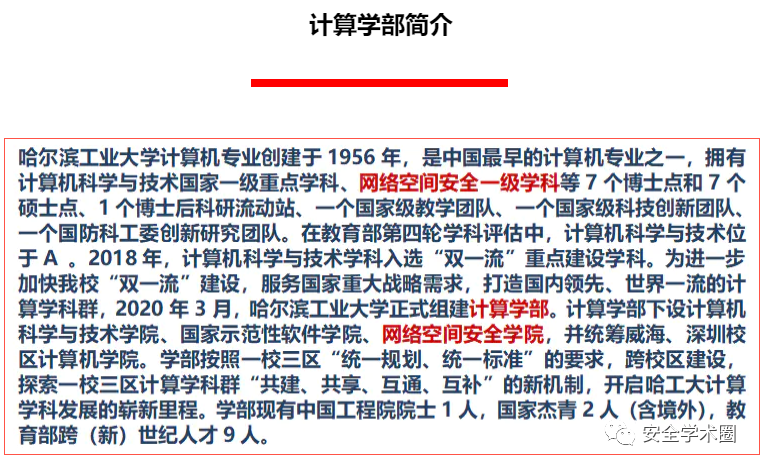 计算学部简介
哈尔滨工业大学计算机专业创建于 1956 年，是中国最早的计算机专业之一，拥有
计算机科学与技术国家一级重点学科、网络空间安全一级学科等 7 个博士点和 7 个
硕士点、1 个博士后科研流动站、一个国家级教学团队、一个国家级科技创新团队、
一个国防科工委创新研究团队。在教育部第四轮学科评估中，计算机科学与技术位
于 A 。2018 年，计算机科学与技术学科入选“双一流”重点建设学科。为进一步
加快我校“双一流”建设，服务国家重大战略需求，打造国内领先、世界一流的计
算学科群，2020 年 3 月，哈尔滨工业大学正式组建计算学部。计算学部下设计算机
科学与技术学院、国家示范性软件学院、网络空间安全学院，并统筹威海、深圳校
区计算机学院。学部按照一校三区“统一规划、统一标准”的要求，跨校区建设，
探索一校三区计算学科群“共建、共享、互通、互补”的新机制，开启哈工大计算
学科发展的崭新里程。学部现有中国工程院院士 1 人，国家杰青 2 人（含境外），教
育部跨（新）世纪人才 9 人。
安全学术圈